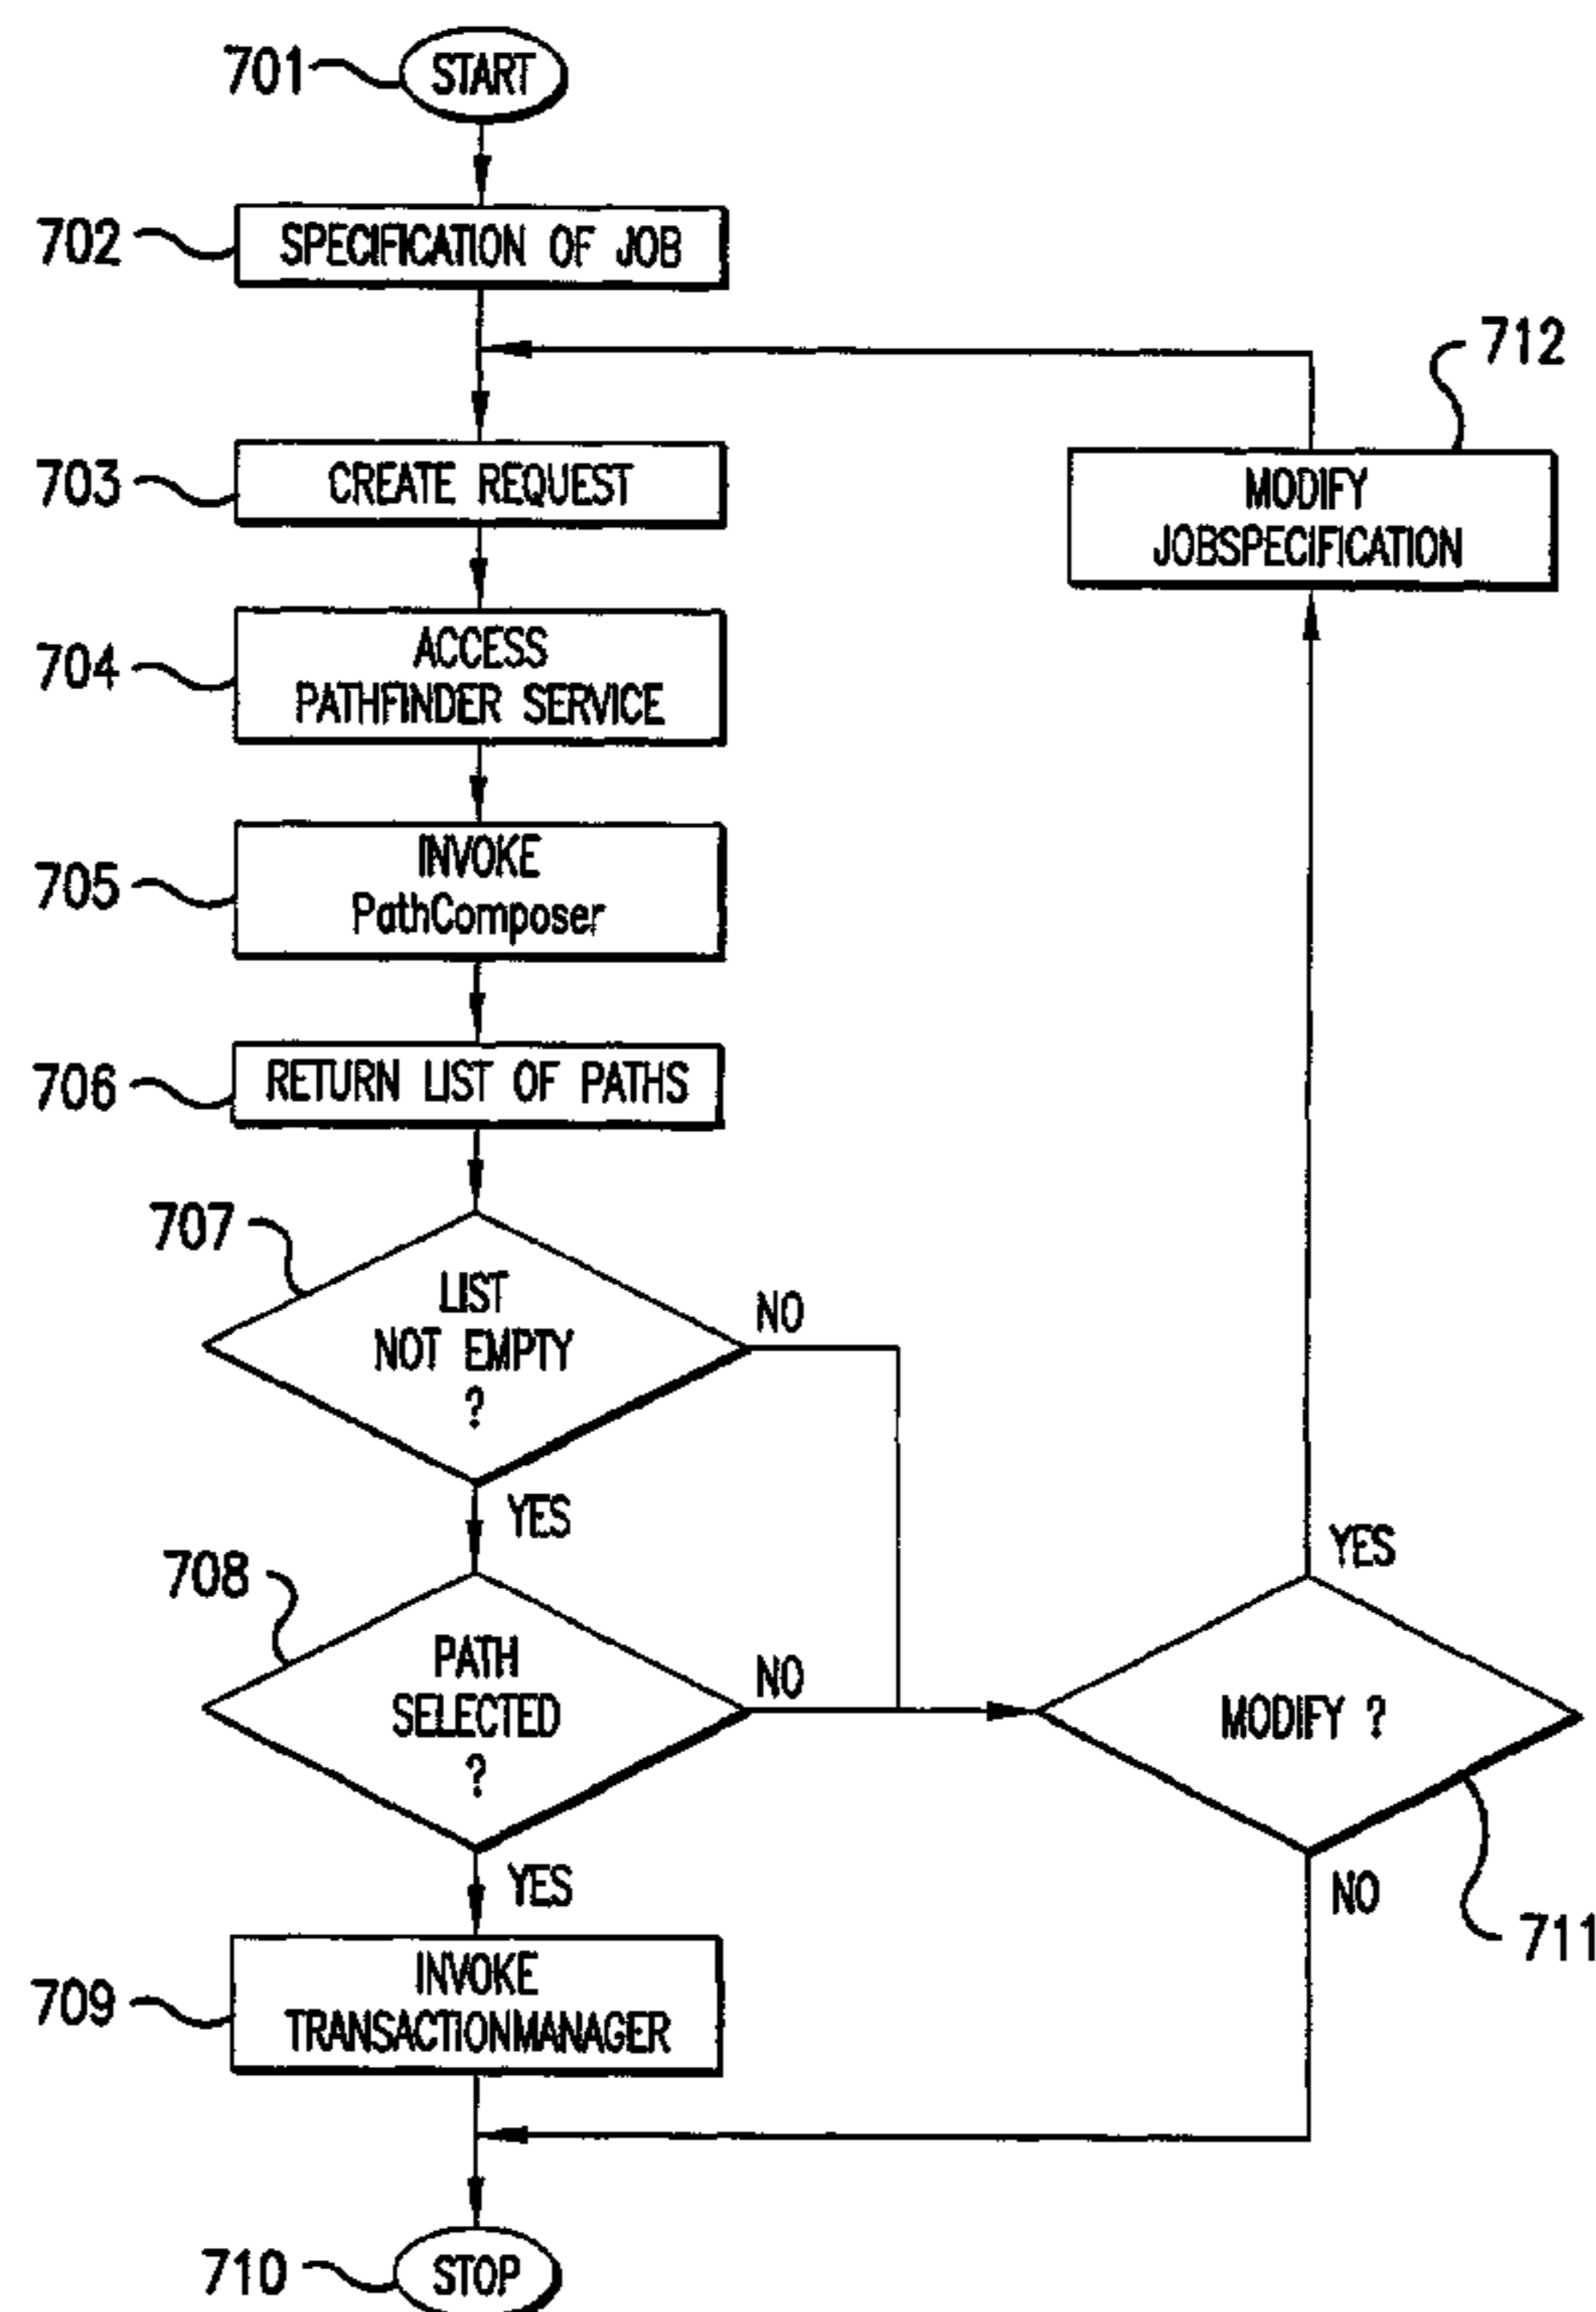 701
START
702
SPECIFICATION OF JOB
712
703
CREATE REQUEST
MODIFY
JOBSPECIFICATION
704
ACCESS
PATHFINDER SERVICE
705
INVOKE
PathComposer
706
RETURN LIST OF PATHS
707
LIST
NOT EMPTY
?
NO
YES
708
PATH
SELECTED
?
NO
YES
MODIFY ?
YES
NO
711
709
INVOKE
TRANSACTIONMANAGER
710
STOP